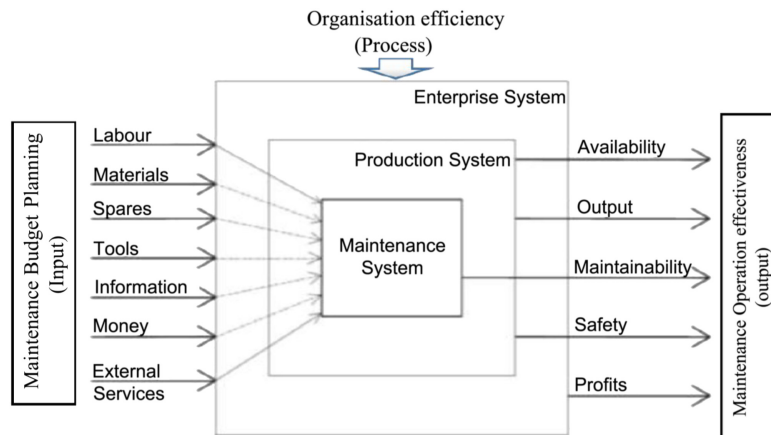 Organisation efficiency
(Process)
Enterprise System
Production System
Maintenance
System
Maintenance Budget Planning
(Input)
Labour
Materials
Spares
Tools
Information
Money
External
Services
Availability
Output
Maintainability
Safety
Profits
Maintenance Operation effectiveness
(output)